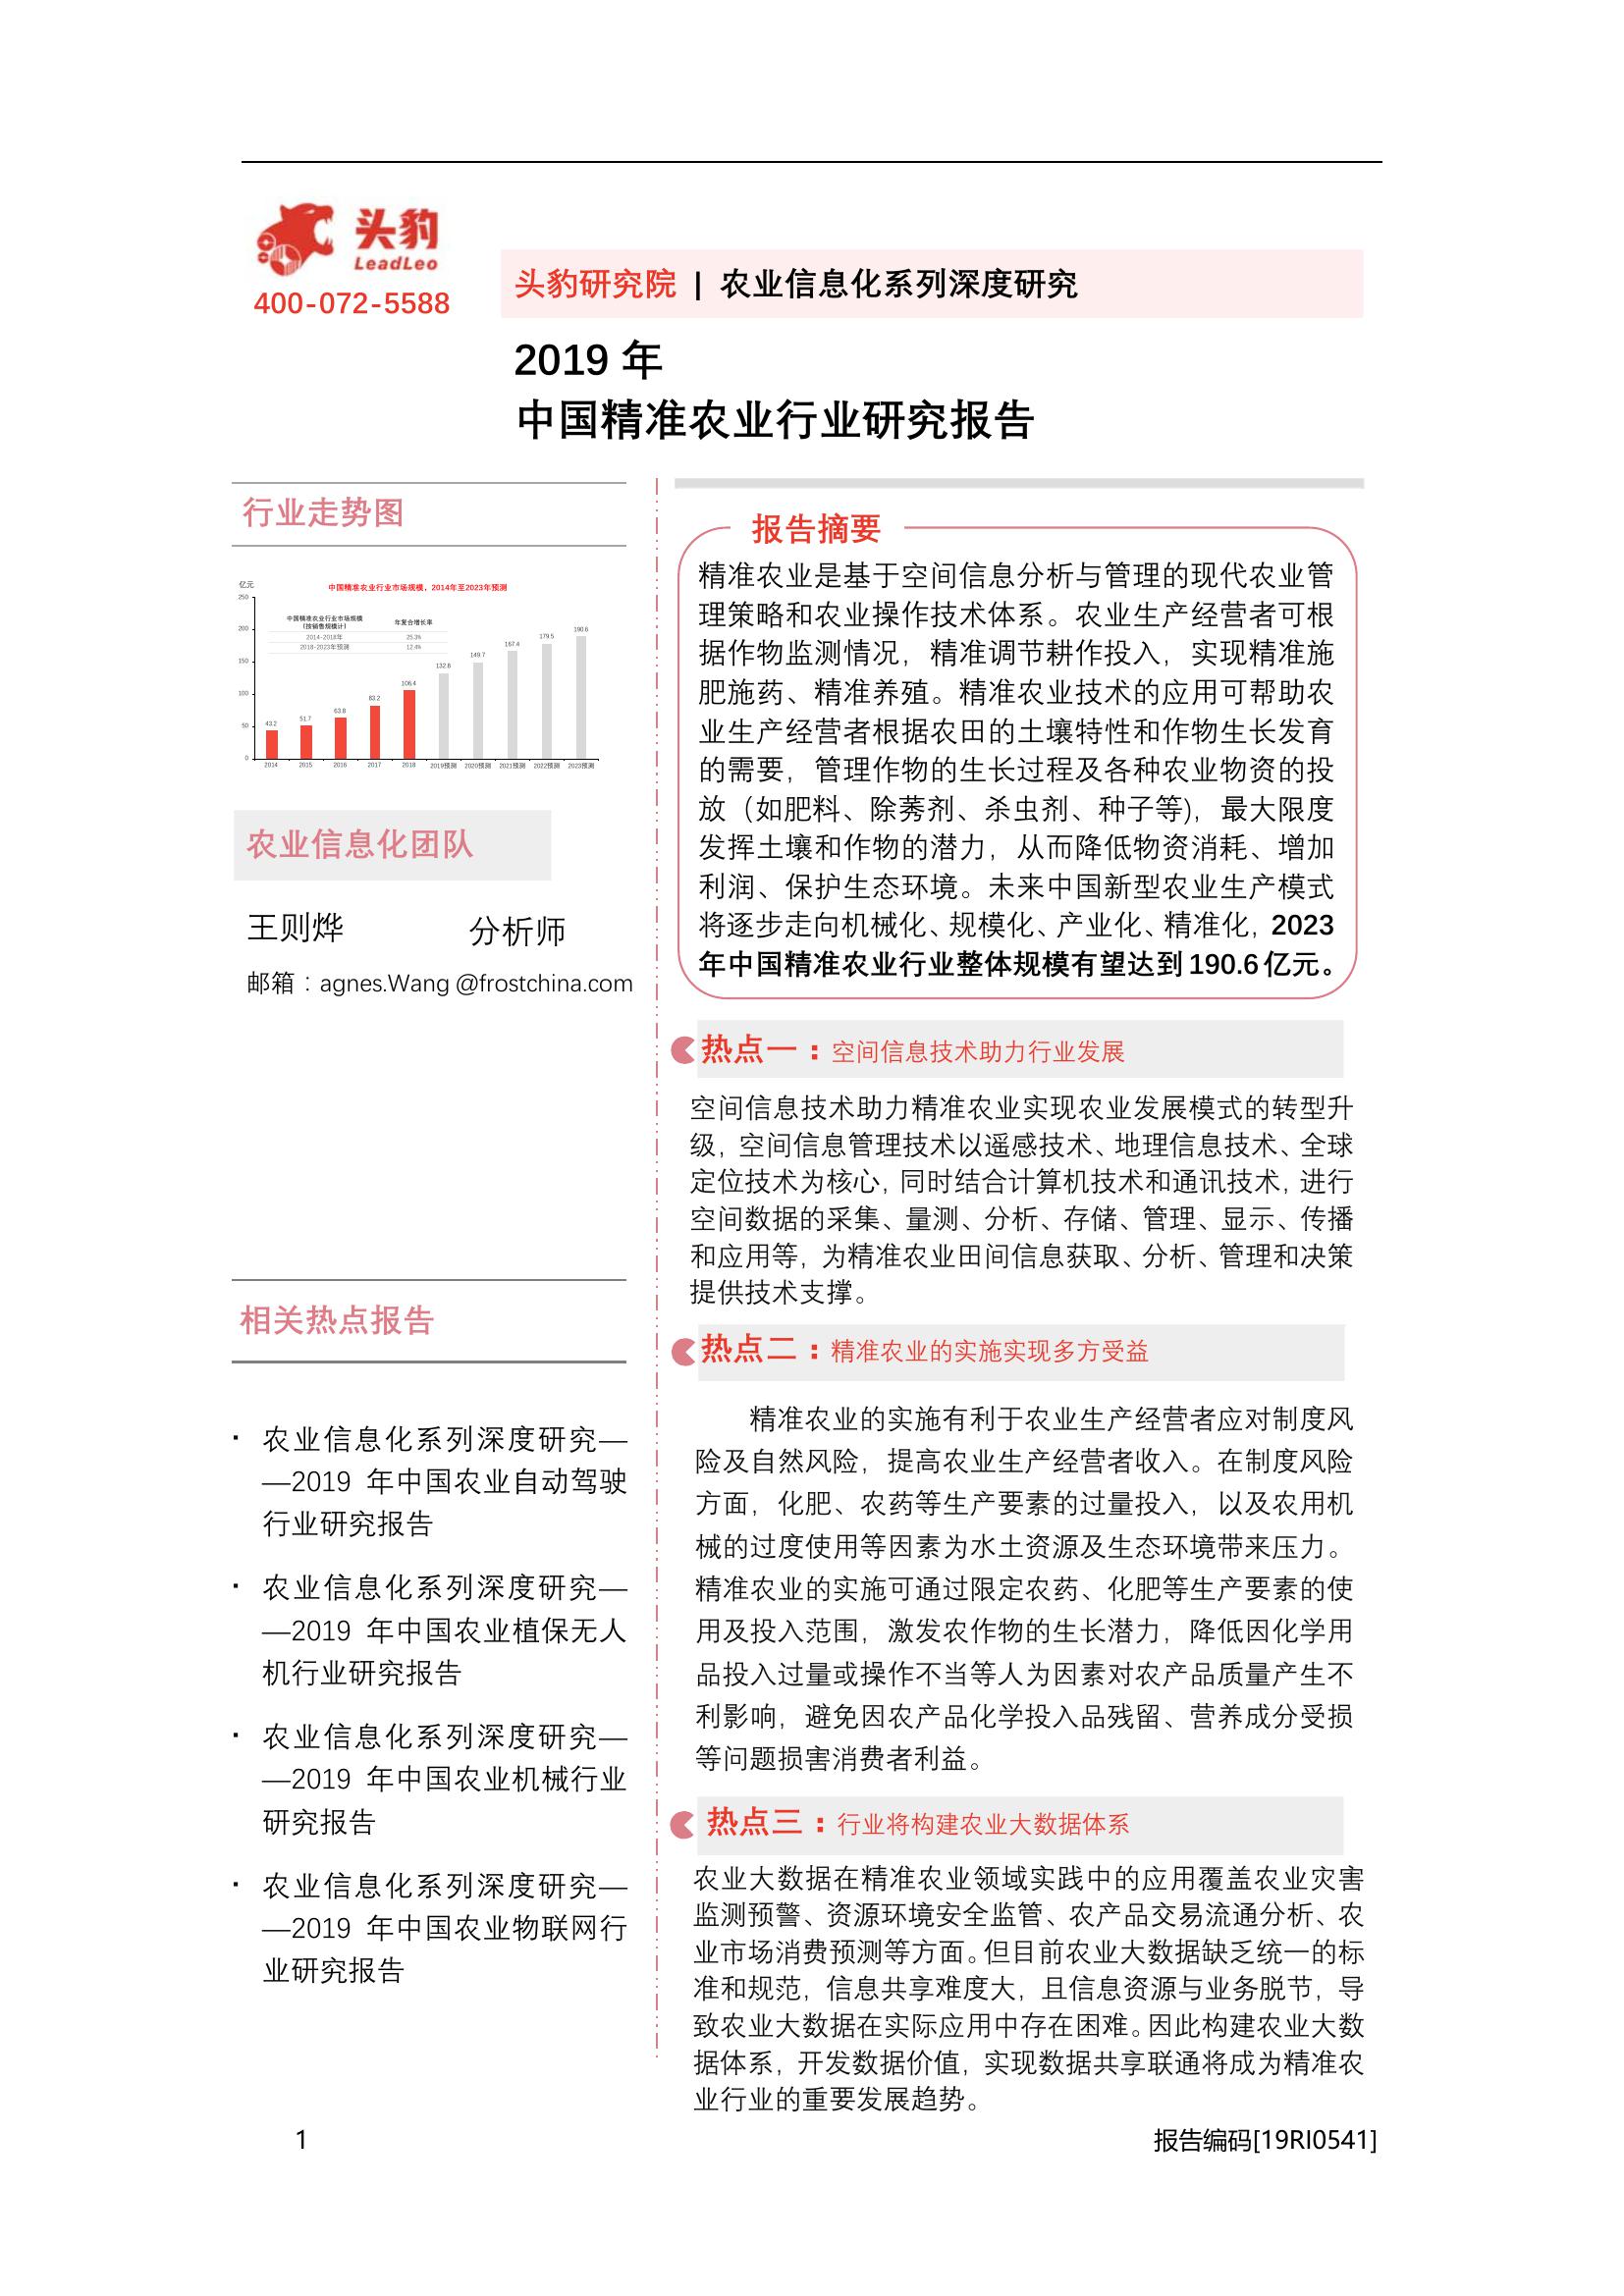 头豹
LeadLeo
400-072-5588
头豹研究院 | 农业信息化系列深度研究
2019 年
中国精准农业行业研究报告
行业走势图
亿元
中国精准农业行业市场规模，2014年至2023年预测
250
200
150
100
50
0
中国精准农业行业市场规模
（按销售规模计）
年复合增长率
2014-2018年 25.3%
2018-2023年预测 12.4%
43.2
51.7
63.8
83.2
106.4
132.8
149.7
167.4
179.5
190.6
2014 2015 2016 2017 2018 2019预测 2020预测 2021预测 2022预测 2023预测
农业信息化团队
王则烨 分析师
邮箱：agnes.Wang @frostchina.com
相关热点报告
· 农业信息化系列深度研究—
—2019 年中国农业自动驾驶
行业研究报告
· 农业信息化系列深度研究—
—2019 年中国农业植保无人
机行业研究报告
· 农业信息化系列深度研究—
—2019 年中国农业机械行业
研究报告
· 农业信息化系列深度研究—
—2019 年中国农业物联网行
业研究报告
报告摘要
精准农业是基于空间信息分析与管理的现代农业管
理策略和农业操作技术体系。农业生产经营者可根
据作物监测情况，精准调节耕作投入，实现精准施
肥施药、精准养殖。精准农业技术的应用可帮助农
业生产经营者根据农田的土壤特性和作物生长发育
的需要，管理作物的生长过程及各种农业物资的投
放（如肥料、除莠剂、杀虫剂、种子等)，最大限度
发挥土壤和作物的潜力，从而降低物资消耗、增加
利润、保护生态环境。未来中国新型农业生产模式
将逐步走向机械化、规模化、产业化、精准化，2023
年中国精准农业行业整体规模有望达到 190.6 亿元。
热点一：空间信息技术助力行业发展
空间信息技术助力精准农业实现农业发展模式的转型升
级，空间信息管理技术以遥感技术、地理信息技术、全球
定位技术为核心，同时结合计算机技术和通讯技术，进行
空间数据的采集、量测、分析、存储、管理、显示、传播
和应用等，为精准农业田间信息获取、分析、管理和决策
提供技术支撑。
热点二：精准农业的实施实现多方受益
精准农业的实施有利于农业生产经营者应对制度风
险及自然风险，提高农业生产经营者收入。在制度风险
方面，化肥、农药等生产要素的过量投入，以及农用机
械的过度使用等因素为水土资源及生态环境带来压力。
精准农业的实施可通过限定农药、化肥等生产要素的使
用及投入范围，激发农作物的生长潜力，降低因化学用
品投入过量或操作不当等人为因素对农产品质量产生不
利影响，避免因农产品化学投入品残留、营养成分受损
等问题损害消费者利益。
热点三：行业将构建农业大数据体系
农业大数据在精准农业领域实践中的应用覆盖农业灾害
监测预警、资源环境安全监管、农产品交易流通分析、农
业市场消费预测等方面。但目前农业大数据缺乏统一的标
准和规范，信息共享难度大，且信息资源与业务脱节，导
致农业大数据在实际应用中存在困难。因此构建农业大数
据体系，开发数据价值，实现数据共享联通将成为精准农
业行业的重要发展趋势。
1
报告编码[19RI0541]